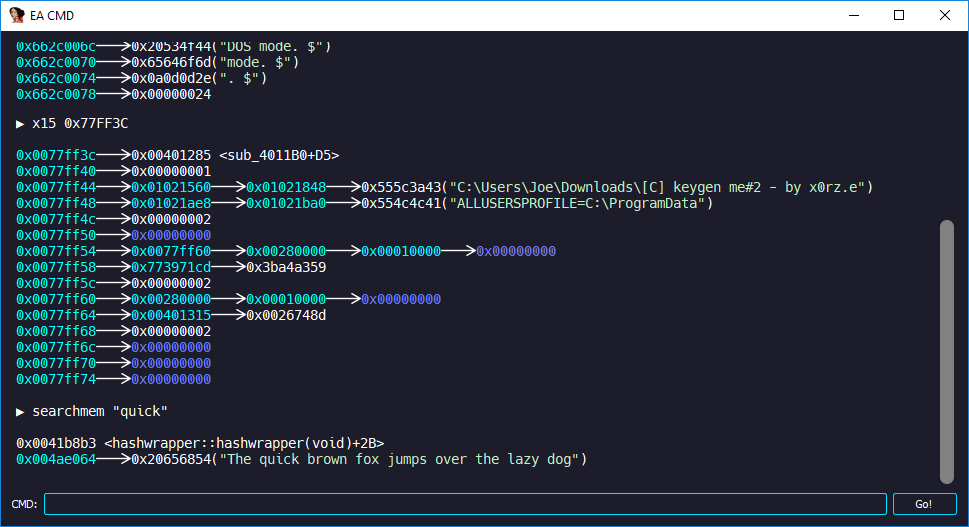 EA CMD
0x662c006c→0x20534f44("DOS mode. $")
0x662c0070→0x65646f6d("mode. $")
0x662c0074→0x0a0d0d2e(". $")
0x662c0078→0x00000024
▶ x15 0x77FF3C
0x0077ff3c→0x00401285 <sub_4011B0+D5>
0x0077ff40→0x00000001
0x0077ff44→0x01021560→0x01021848→0x555c3a43("C:\Users\Joe\Downloads\[C] keygen me#2 - by x0rz.e")
0x0077ff48→0x01021ae8→0x01021ba0→0x554c4c41("ALLUSERSPROFILE=C:\ProgramData")
0x0077ff4c→0x00000002
0x0077ff50→0x00000000
0x0077ff54→0x0077ff60→0x00280000→0x00010000→0x00000000
0x0077ff58→0x773971cd→0x3ba4a359
0x0077ff5c→0x00000002
0x0077ff60→0x00280000→0x00010000→0x00000000
0x0077ff64→0x00401315→0x0026748d
0x0077ff68→0x00000002
0x0077ff6c→0x00000000
0x0077ff70→0x00000000
0x0077ff74→0x00000000
▶ searchmem "quick"
0x0041b8b3 <hashwrapper::hashwrapper(void)+2B>
0x004ae064→0x20656854("The quick brown fox jumps over the lazy dog")
CMD: Go!